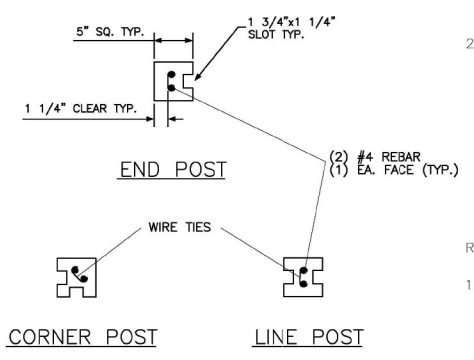 5" SQ. TYP.
1 3/4"x1 1/4"
SLOT TYP.
2
1 1/4" CLEAR TYP.
END POST
(2) #4 REBAR
(1) EA. FACE (TYP.)
WIRE TIES
R
1
CORNER POST
LINE POST